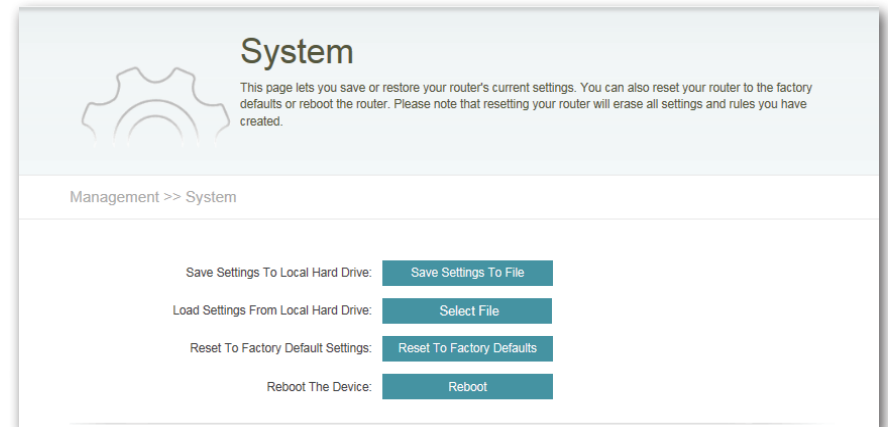 System
This page lets you save or restore your router's current settings. You can also reset your router to the factory
defaults or reboot the router. Please note that resetting your router will erase all settings and rules you have
created.
Management >> System
Save Settings To Local Hard Drive: Save Settings To File
Load Settings From Local Hard Drive: Select File
Reset To Factory Default Settings: Reset To Factory Defaults
Reboot The Device: Reboot